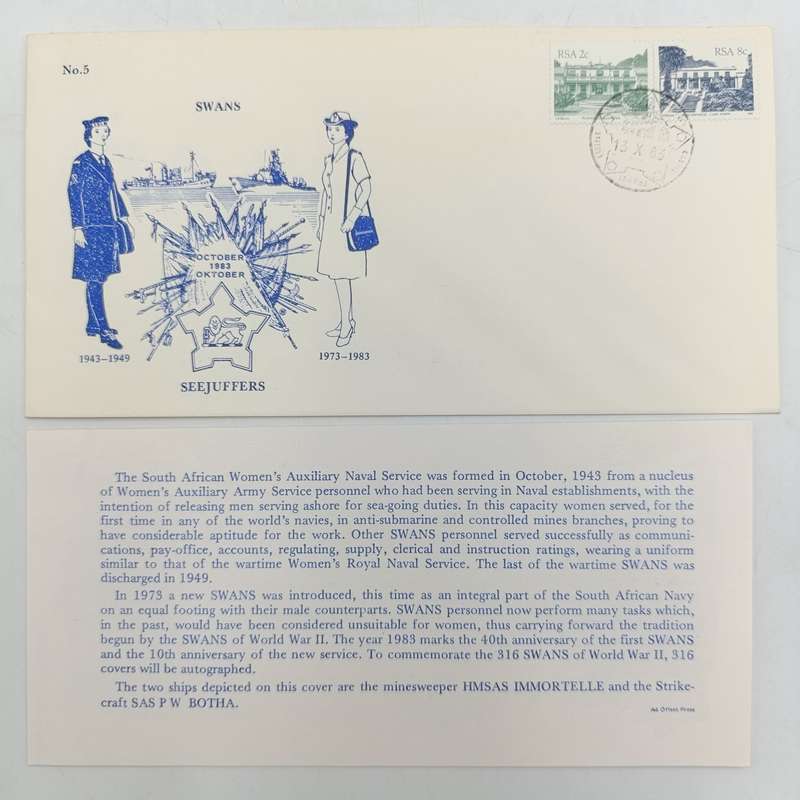 No.5
RSA 2c
RSA 8c
SWANS
13 X 83
OCTOBER
1983
OKTOBER
1943–1949
1973–1983
SEEJUFFERS
The South African Women's Auxiliary Naval Service was formed in October, 1943 from a nucleus
of Women's Auxiliary Army Service personnel who had been serving in Naval establishments, with the
intention of releasing men serving ashore for sea-going duties. In this capacity women served, for the
first time in any of the world's navies, in anti-submarine and controlled mines branches, proving to
have considerable aptitude for the work. Other SWANS personnel served successfully as communi-
cations, pay-office, accounts, regulating, supply, clerical and instruction ratings, wearing a uniform
similar to that of the wartime Women's Royal Naval Service. The last of the wartime SWANS was
discharged in 1949.
In 1973 a new SWANS was introduced, this time as an integral part of the South African Navy
on an equal footing with their male counterparts. SWANS personnel now perform many tasks which,
in the past, would have been considered unsuitable for women, thus carrying forward the tradition
begun by the SWANS of World War II. The year 1983 marks the 40th anniversary of the first SWANS
and the 10th anniversary of the new service. To commemorate the 316 SWANS of World War II, 316
covers will be autographed.
The two ships depicted on this cover are the minesweeper HMSAS IMMORTELLE and the Strike-
craft SAS P W BOTHA.
Ad Offset Press